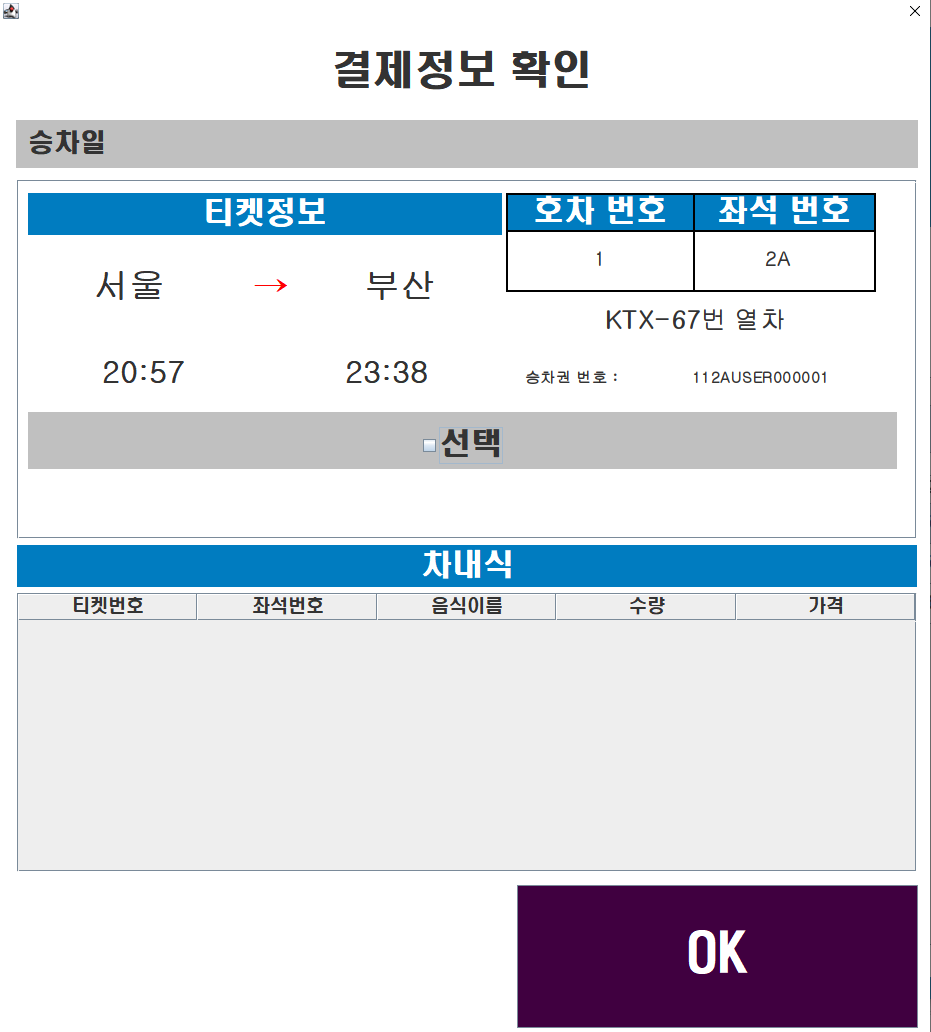 결제정보 확인
승차일
티켓정보
호차 번호 좌석 번호
1 2A
서울 → 부산
KTX-67번 열차
20:57 23:38
승차권 번호 : 112AUSER000001
선택
차내식
티켓번호 좌석번호 음식이름 수량 가격
OK